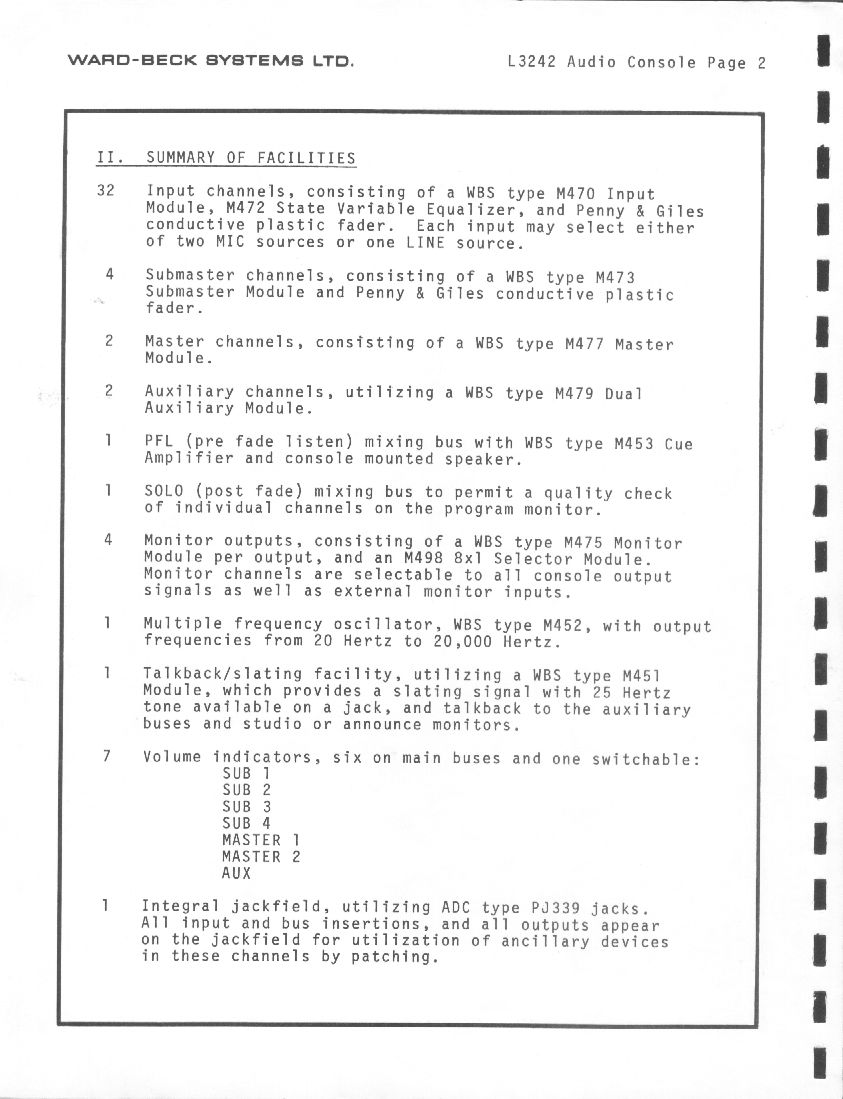 WARD-BECK SYSTEMS LTD. L3242 Audio Console Page 2
II. SUMMARY OF FACILITIES
32 Input channels, consisting of a WBS type M470 Input
Module, M472 State Variable Equalizer, and Penny & Giles
conductive plastic fader. Each input may select either
of two MIC sources or one LINE source.
4 Submaster channels, consisting of a WBS type M473
Submaster Module and Penny & Giles conductive plastic
fader.
2 Master channels, consisting of a WBS type M477 Master
Module.
2 Auxiliary channels, utilizing a WBS type M479 Dual
Auxiliary Module.
1 PFL (pre fade listen) mixing bus with WBS type M453 Cue
Amplifier and console mounted speaker.
1 SOLO (post fade) mixing bus to permit a quality check
of individual channels on the program monitor.
4 Monitor outputs, consisting of a WBS type M475 Monitor
Module per output, and an M498 8x1 Selector Module.
Monitor channels are selectable to all console output
signals as well as external monitor inputs.
1 Multiple frequency oscillator, WBS type M452, with output
frequencies from 20 Hertz to 20,000 Hertz.
1 Talkback/slating facility, utilizing a WBS type M451
Module, which provides a slating signal with 25 Hertz
tone available on a jack, and talkback to the auxiliary
buses and studio or announce monitors.
7 Volume indicators, six on main buses and one switchable:
SUB 1
SUB 2
SUB 3
SUB 4
MASTER 1
MASTER 2
AUX
1 Integral jackfield, utilizing ADC type PJ339 jacks.
All input and bus insertions, and all outputs appear
on the jackfield for utilization of ancillary devices
in these channels by patching.